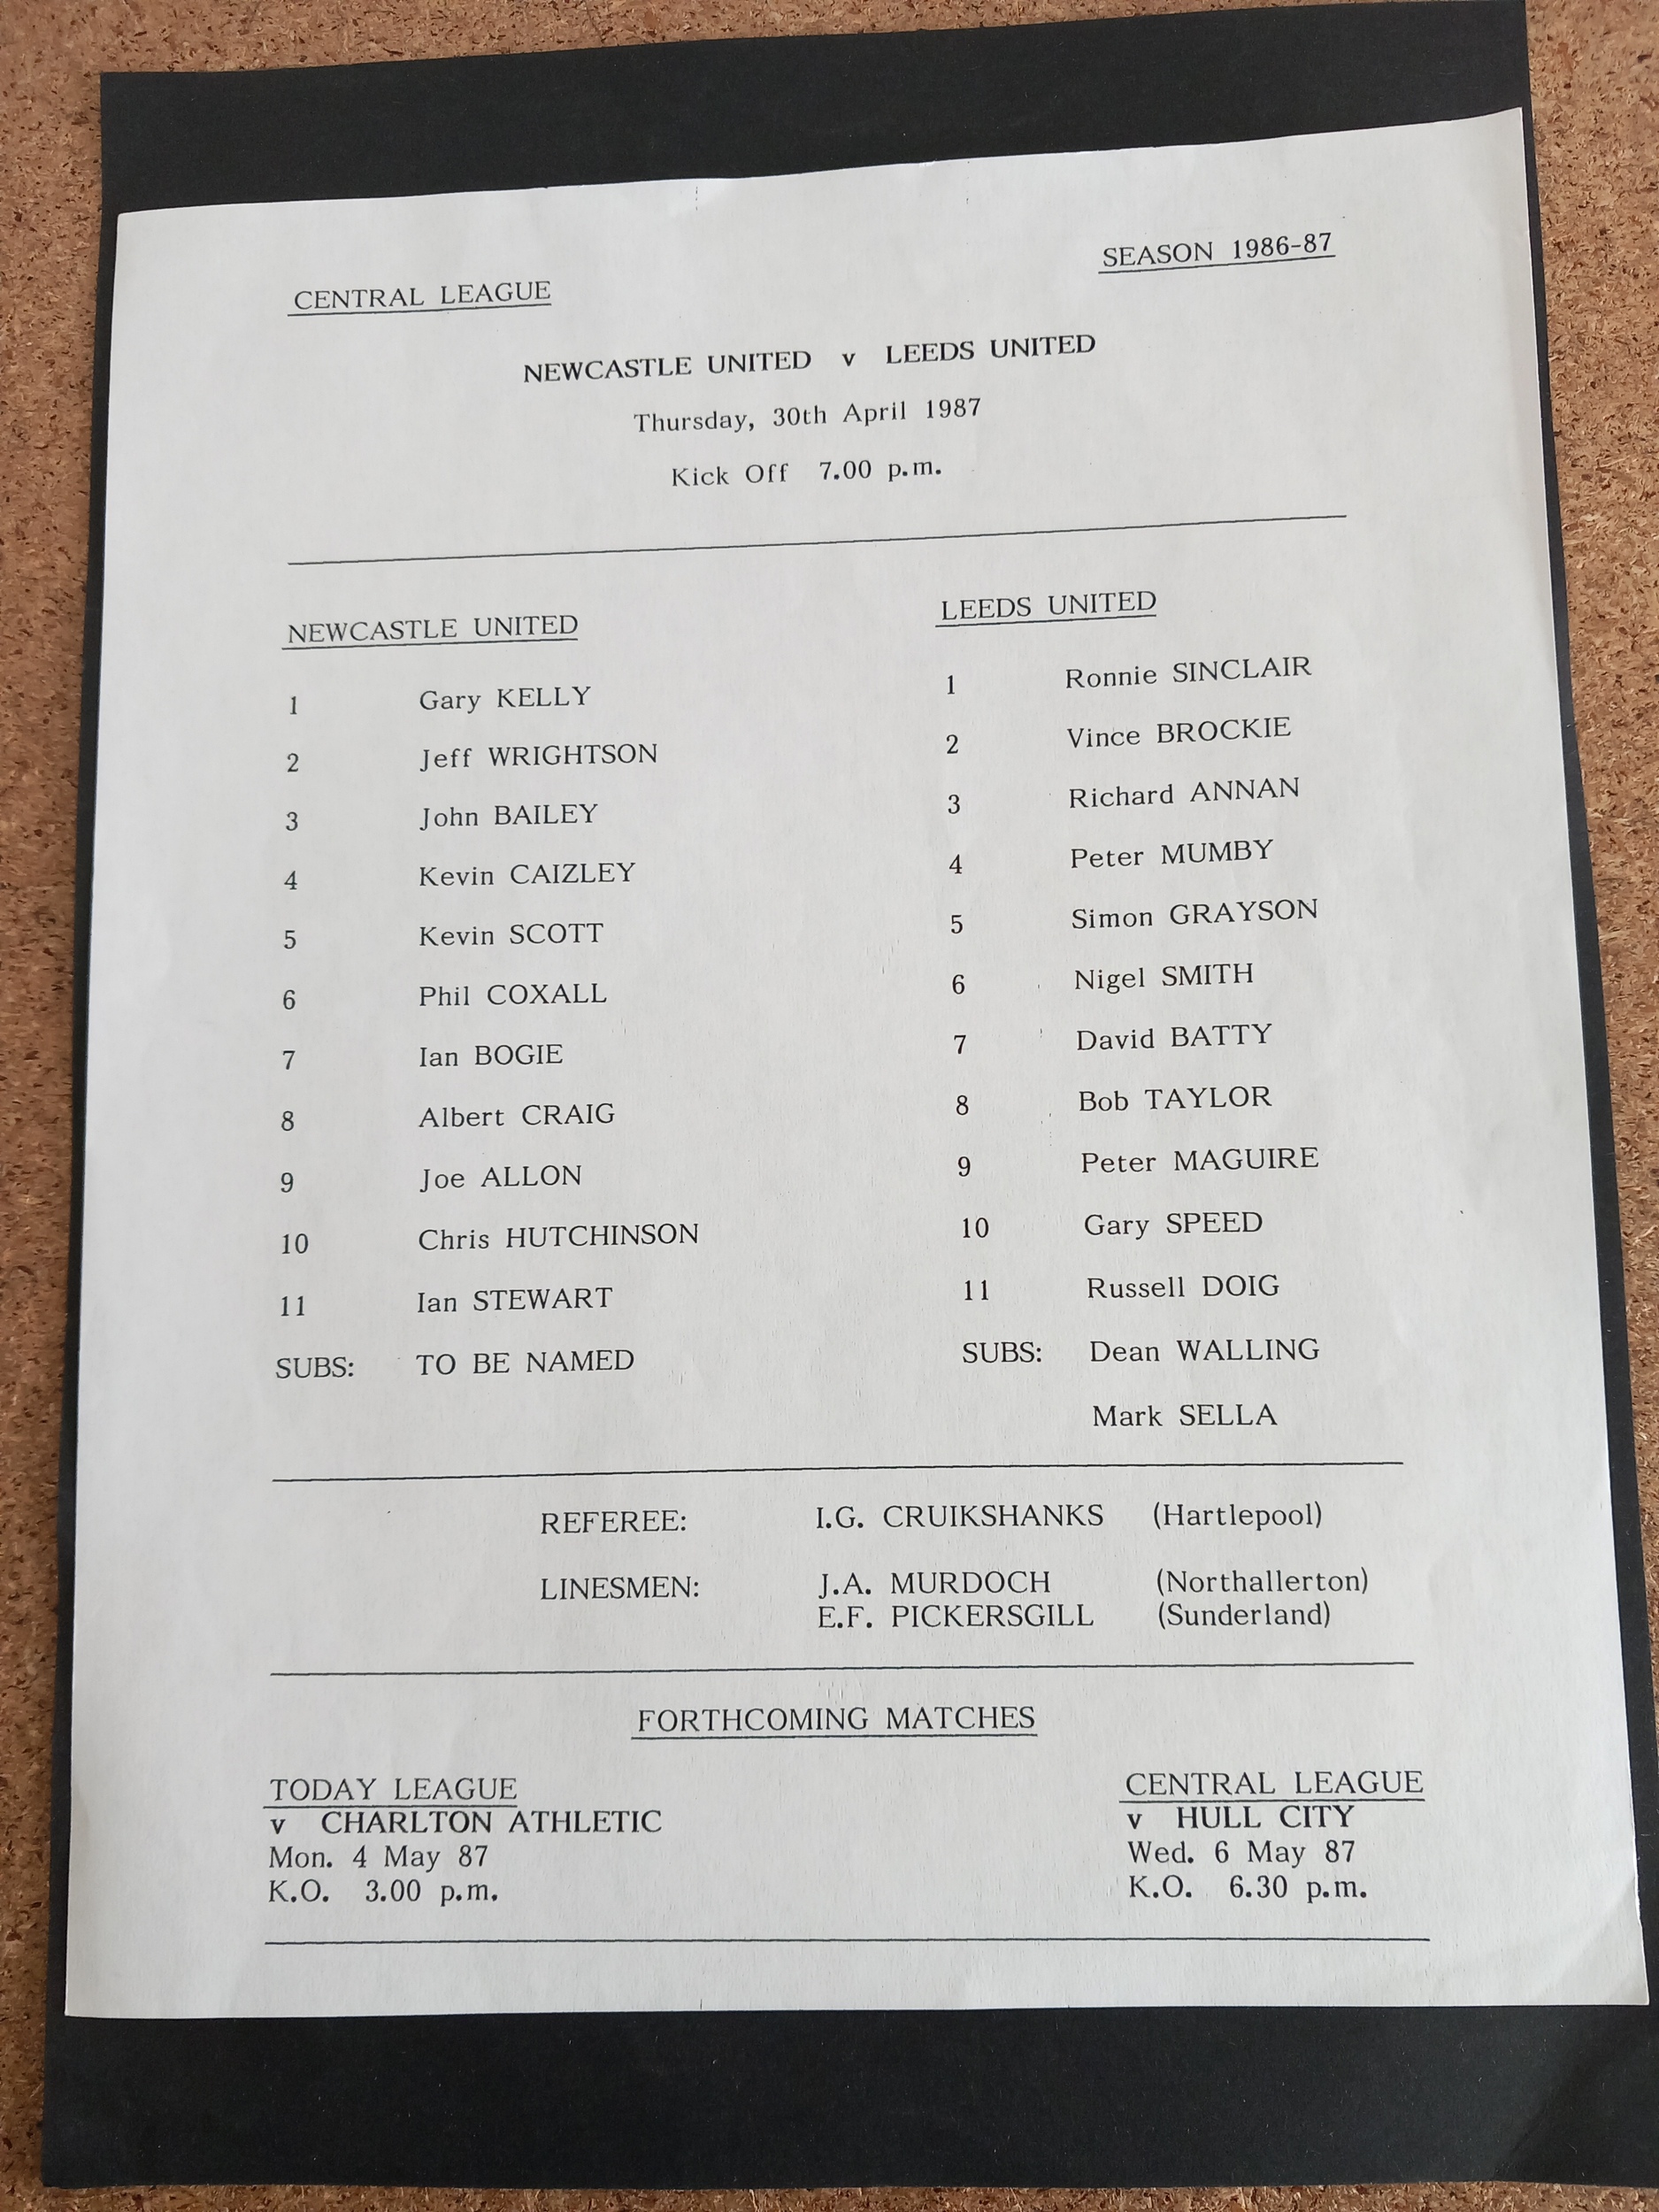 SEASON 1986-87
CENTRAL LEAGUE
NEWCASTLE UNITED v LEEDS UNITED
Thursday, 30th April 1987
Kick Off 7.00 p.m.
NEWCASTLE UNITED
1 Gary KELLY
2 Jeff WRIGHTSON
3 John BAILEY
4 Kevin CAIZLEY
5 Kevin SCOTT
6 Phil COXALL
7 Ian BOGIE
8 Albert CRAIG
9 Joe ALLON
10 Chris HUTCHINSON
11 Ian STEWART
SUBS: TO BE NAMED
LEEDS UNITED
1 Ronnie SINCLAIR
2 Vince BROCKIE
3 Richard ANNAN
4 Peter MUMBY
5 Simon GRAYSON
6 Nigel SMITH
7 David BATTY
8 Bob TAYLOR
9 Peter MAGUIRE
10 Gary SPEED
11 Russell DOIG
SUBS: Dean WALLING
Mark SELLA
REFEREE: I.G. CRUIKSHANKS (Hartlepool)
LINESMEN: J.A. MURDOCH (Northallerton)
E.F. PICKERSGILL (Sunderland)
FORTHCOMING MATCHES
TODAY LEAGUE
v CHARLTON ATHLETIC
Mon. 4 May 87
K.O. 3.00 p.m.
CENTRAL LEAGUE
v HULL CITY
Wed. 6 May 87
K.O. 6.30 p.m.